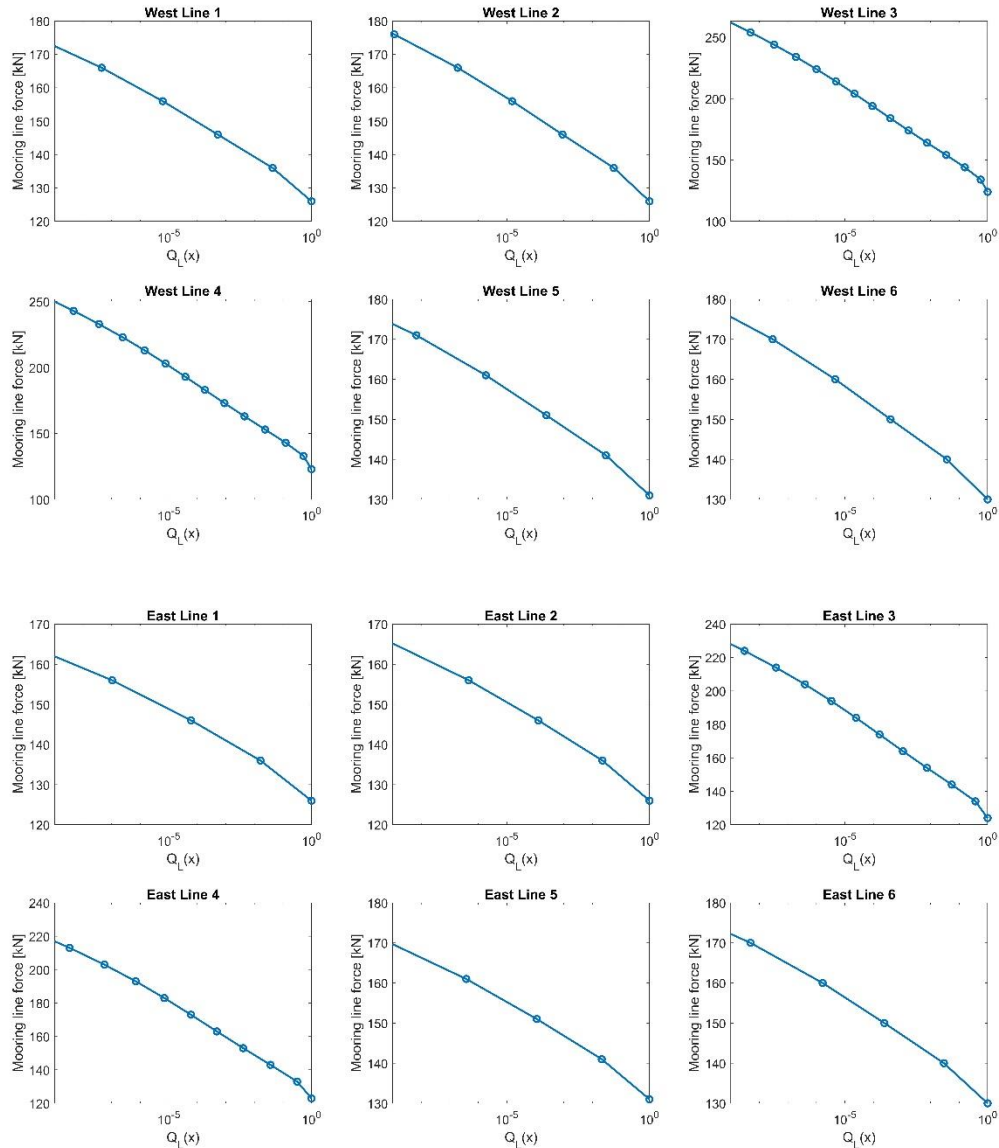 West Line 1
West Line 2
West Line 3
Mooring line force [kN]
180
170
160
150
140
130
120
10^-5
10^0
Q_L(x)
Mooring line force [kN]
180
170
160
150
140
130
120
10^-5
10^0
Q_L(x)
Mooring line force [kN]
250
200
150
100
10^-5
10^0
Q_L(x)
West Line 4
West Line 5
West Line 6
Mooring line force [kN]
250
200
150
100
10^-5
10^0
Q_L(x)
Mooring line force [kN]
180
170
160
150
140
130
10^-5
10^0
Q_L(x)
Mooring line force [kN]
180
170
160
150
140
130
10^-5
10^0
Q_L(x)
East Line 1
East Line 2
East Line 3
Mooring line force [kN]
170
160
150
140
130
120
10^-5
10^0
Q_L(x)
Mooring line force [kN]
170
160
150
140
130
120
10^-5
10^0
Q_L(x)
Mooring line force [kN]
240
220
200
180
160
140
120
10^-5
10^0
Q_L(x)
East Line 4
East Line 5
East Line 6
Mooring line force [kN]
240
220
200
180
160
140
120
10^-5
10^0
Q_L(x)
Mooring line force [kN]
180
170
160
150
140
130
10^-5
10^0
Q_L(x)
Mooring line force [kN]
180
170
160
150
140
130
10^-5
10^0
Q_L(x)